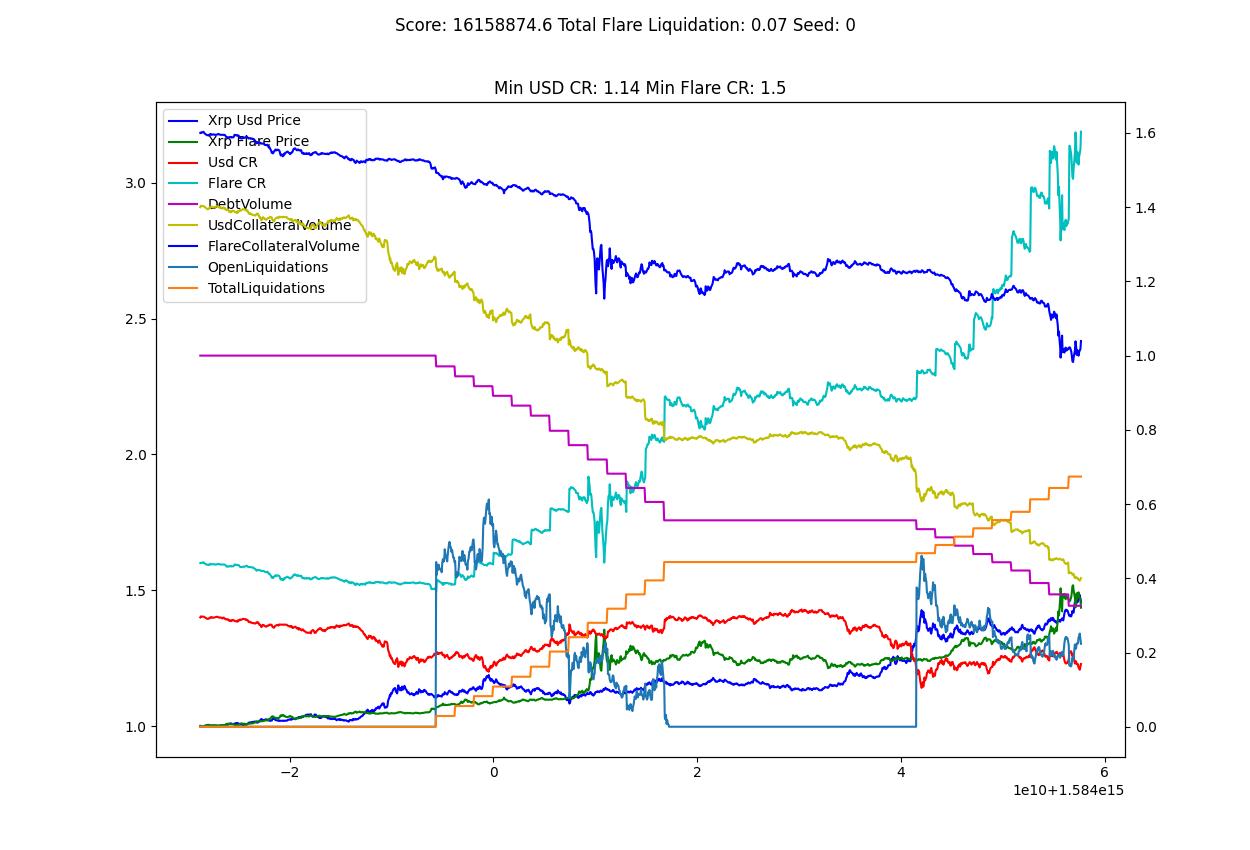 Score: 16158874.6 Total Flare Liquidation: 0.07 Seed: 0
Min USD CR: 1.14 Min Flare CR: 1.5
Xrp Usd Price
Xrp Flare Price
Usd CR
Flare CR
DebtVolume
UsdCollateralVolume
FlareCollateralVolume
OpenLiquidations
TotalLiquidations
3.0
2.5
2.0
1.5
1.0
1.6
1.4
1.2
1.0
0.8
0.6
0.4
0.2
0.0
−2 0 2 4 6
1e10+1.584e15